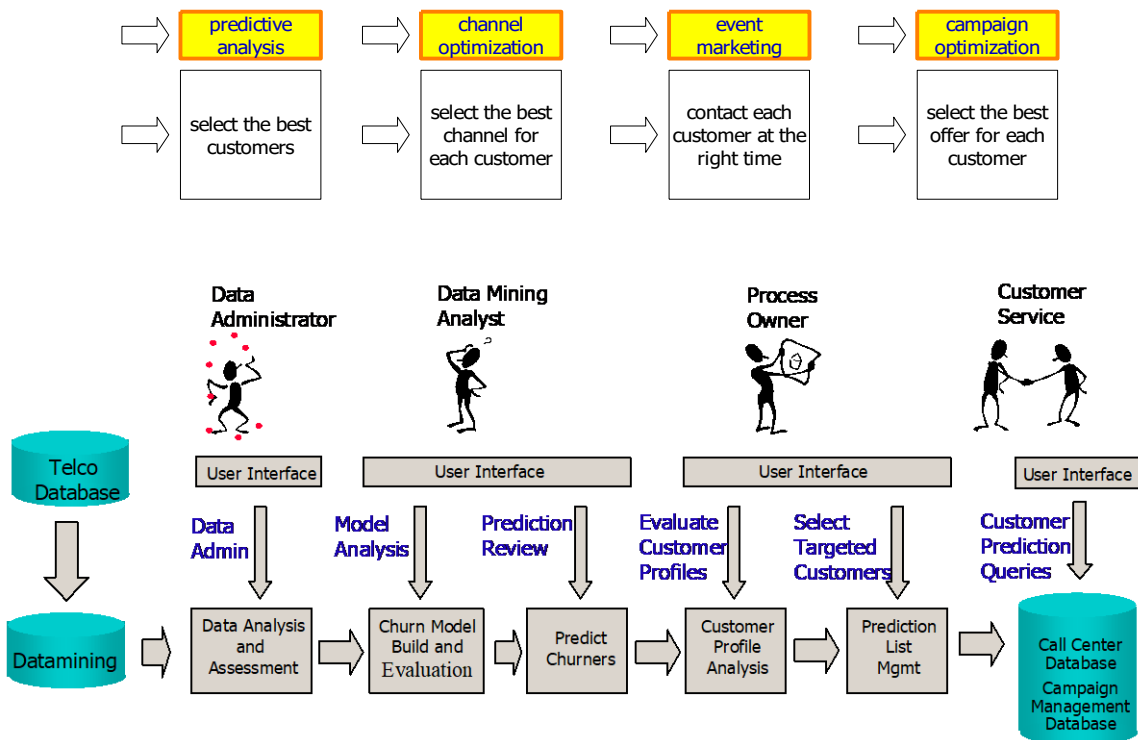 predictive
analysis
channel
optimization
event
marketing
campaign
optimization
select the best
customers
select the best
channel for
each customer
contact each
customer at the
right time
select the best
offer for each
customer
Data
Administrator
Data Mining
Analyst
Process
Owner
Customer
Service
Telco
Database
User Interface
User Interface
User Interface
User Interface
Data
Admin
Model
Analysis
Prediction
Review
Evaluate
Customer
Profiles
Select
Targeted
Customers
Customer
Prediction
Queries
Datamining
Data Analysis
and
Assessment
Churn Model
Build and
Evaluation
Predict
Churners
Customer
Profile
Analysis
Prediction
List
Mgmt
Call Center
Database
Campaign
Management
Database